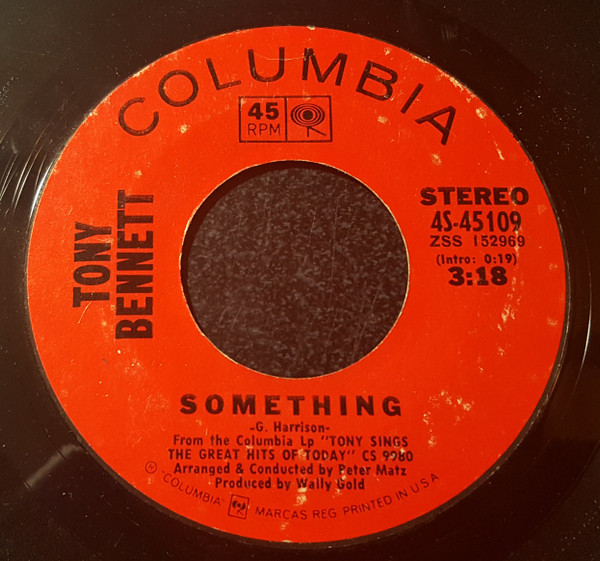 COLUMBIA
45
RPM
TONY
BENNETT
STEREO
4S-45109
ZSS 152969
(Intro: 0:19)
3:18
SOMETHING
-G. Harrison-
From the Columbia Lp "TONY SINGS
THE GREAT HITS OF TODAY" CS 9980
Arranged & Conducted by Peter Matz
Produced by Wally Gold
℗ "COLUMBIA" MARCAS REG. PRINTED IN U.S.A